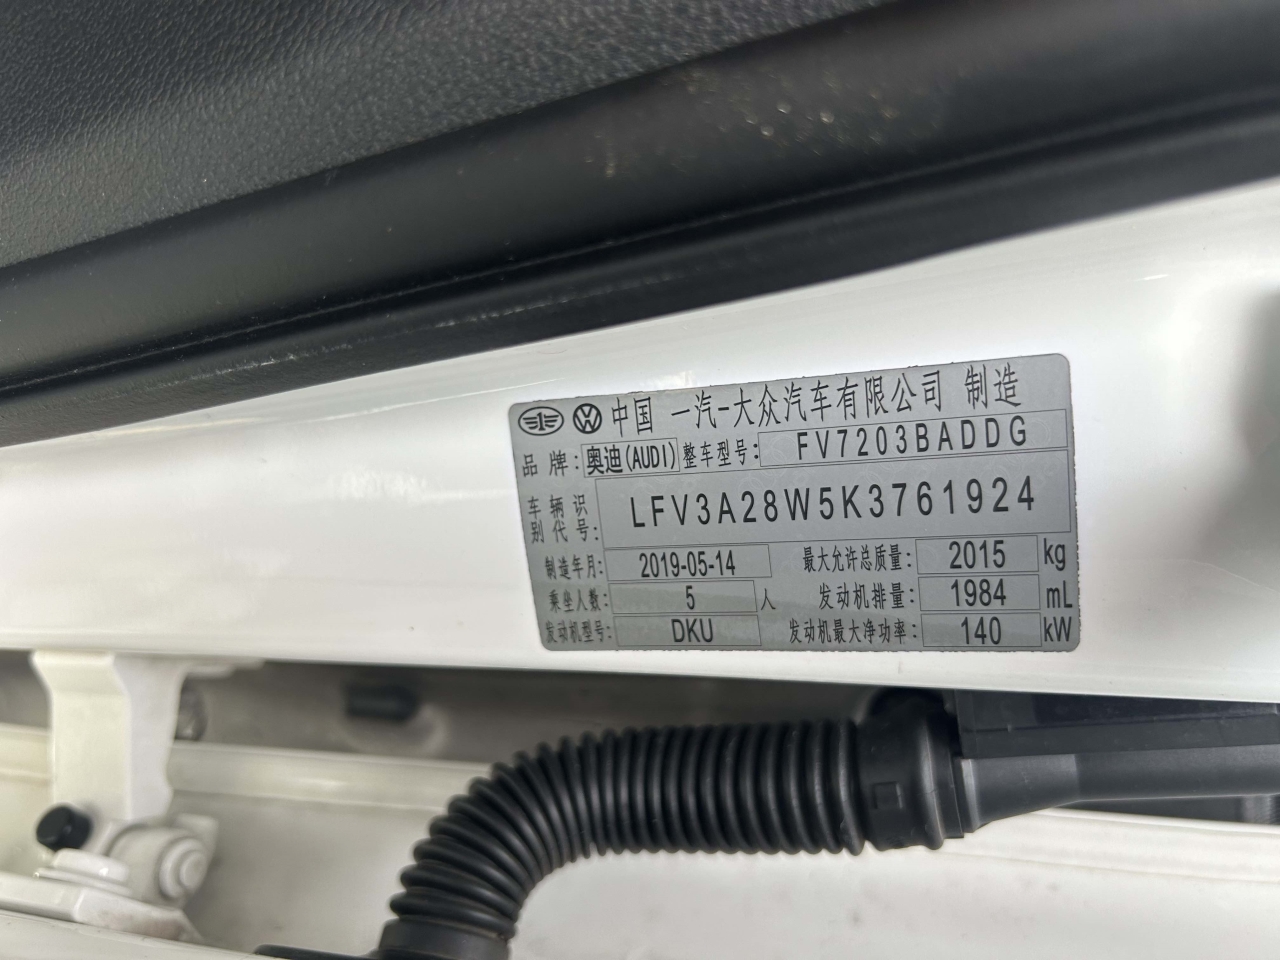 中国 一汽-大众汽车有限公司 制造
品牌: 奥迪(AUDI) 整车型号: FV7203BADDG
车辆识别代号: LFV3A28W5K3761924
制造年月: 2019-05-14 最大允许总质量: 2015 kg
乘坐人数: 5 人 发动机排量: 1984 mL
发动机型号: DKU 发动机最大净功率: 140 kW